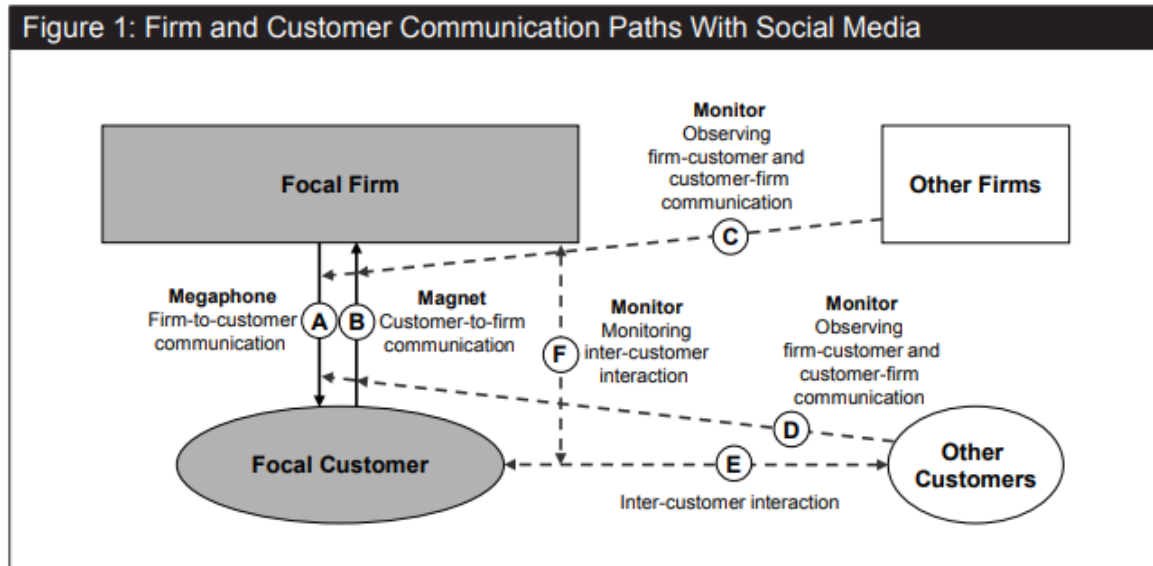 Figure 1: Firm and Customer Communication Paths With Social Media
Monitor
Observing
firm-customer and
customer-firm
communication
Focal Firm
Other Firms
C
Megaphone
Firm-to-customer
communication
A
B
Magnet
Customer-to-firm
communication
F
Monitor
Monitoring
inter-customer
interaction
Monitor
Observing
firm-customer and
customer-firm
communication
D
Focal Customer
E
Inter-customer interaction
Other
Customers